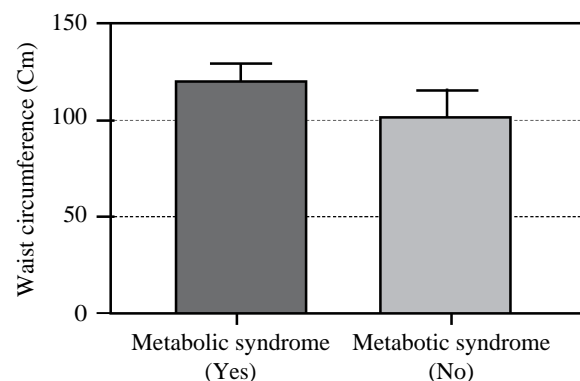 150
100
50
0
Waist circumference (Cm)
Metabolic syndrome
(Yes)
Metabotic syndrome
(No)